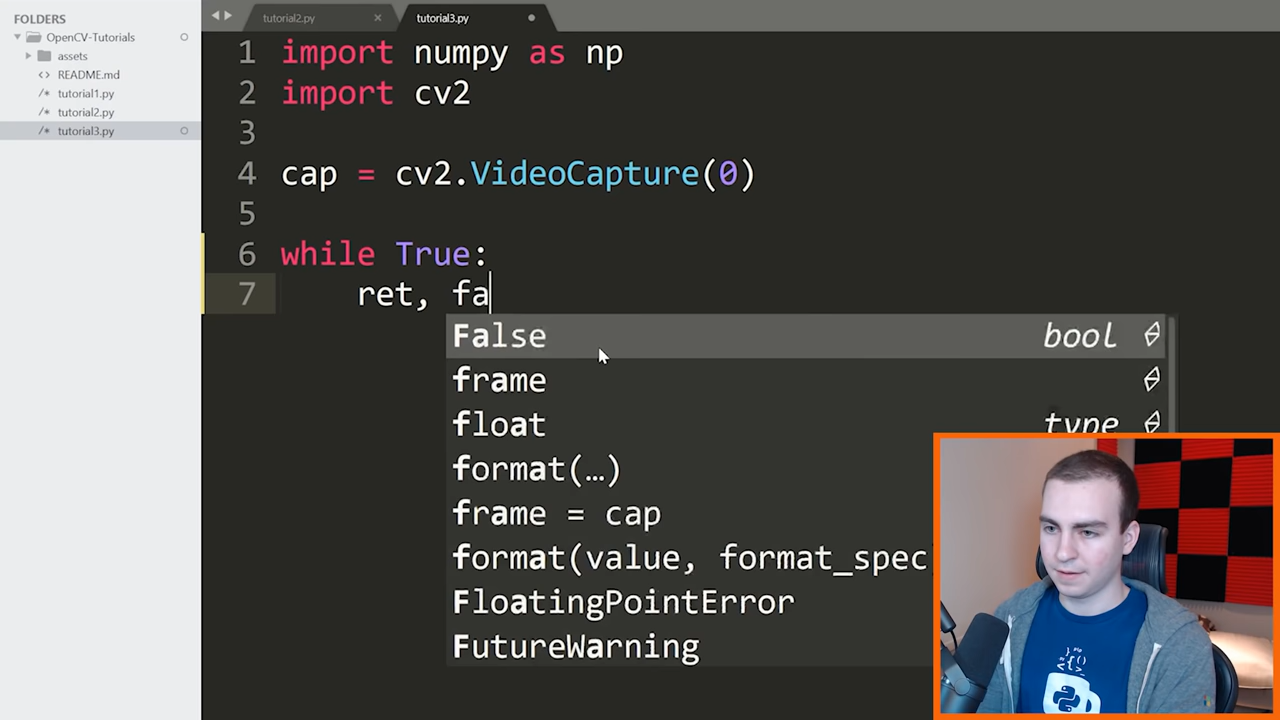 FOLDERS
OpenCV-Tutorials
assets
README.md
tutorial1.py
tutorial2.py
tutorial3.py
tutorial2.py × tutorial3.py
1 import numpy as np
2 import cv2
3
4 cap = cv2.VideoCapture(0)
5
6 while True:
7 ret, fa
False bool
frame
float type
format(…)
frame = cap
format(value, format_spec
FloatingPointError
FutureWarning